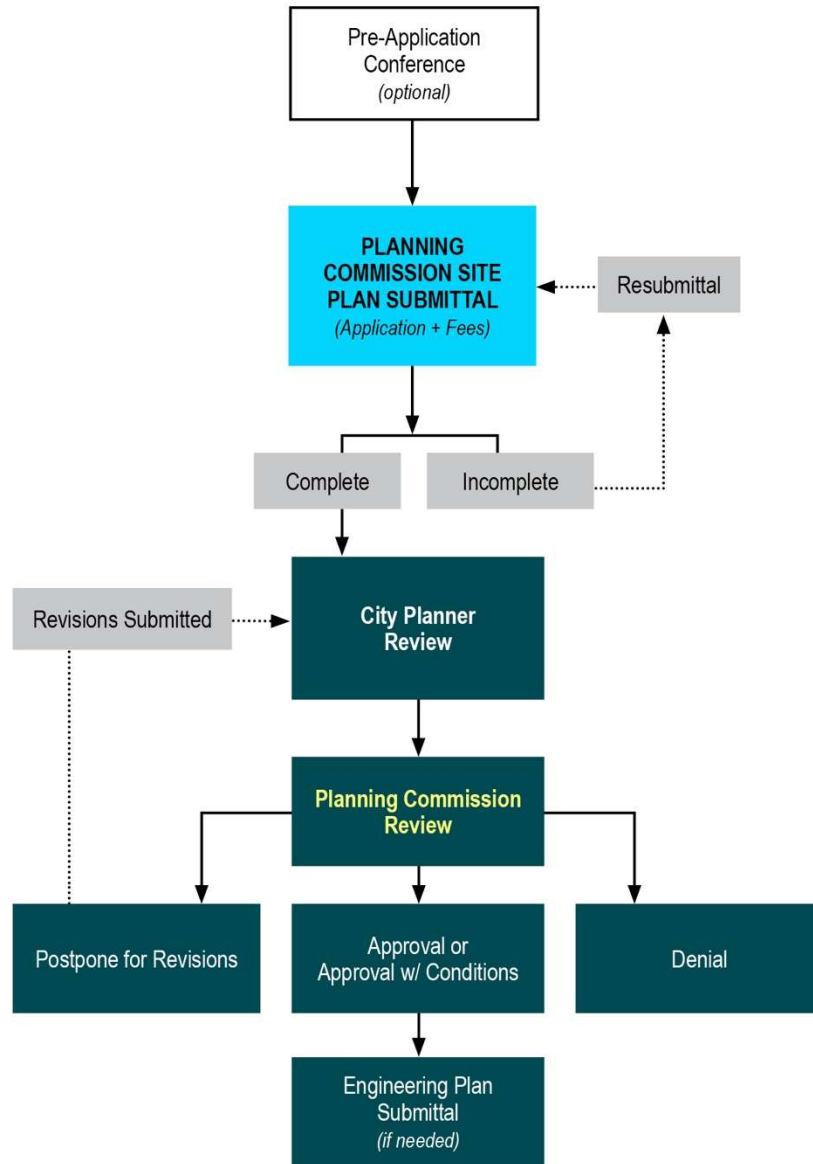 Pre-Application
Conference
(optional)
PLANNING
COMMISSION SITE
PLAN SUBMITTAL
(Application + Fees)
Resubmittal
Complete
Incomplete
Revisions Submitted
City Planner
Review
Planning Commission
Review
Postpone for Revisions
Approval or
Approval w/ Conditions
Denial
Engineering Plan
Submittal
(if needed)